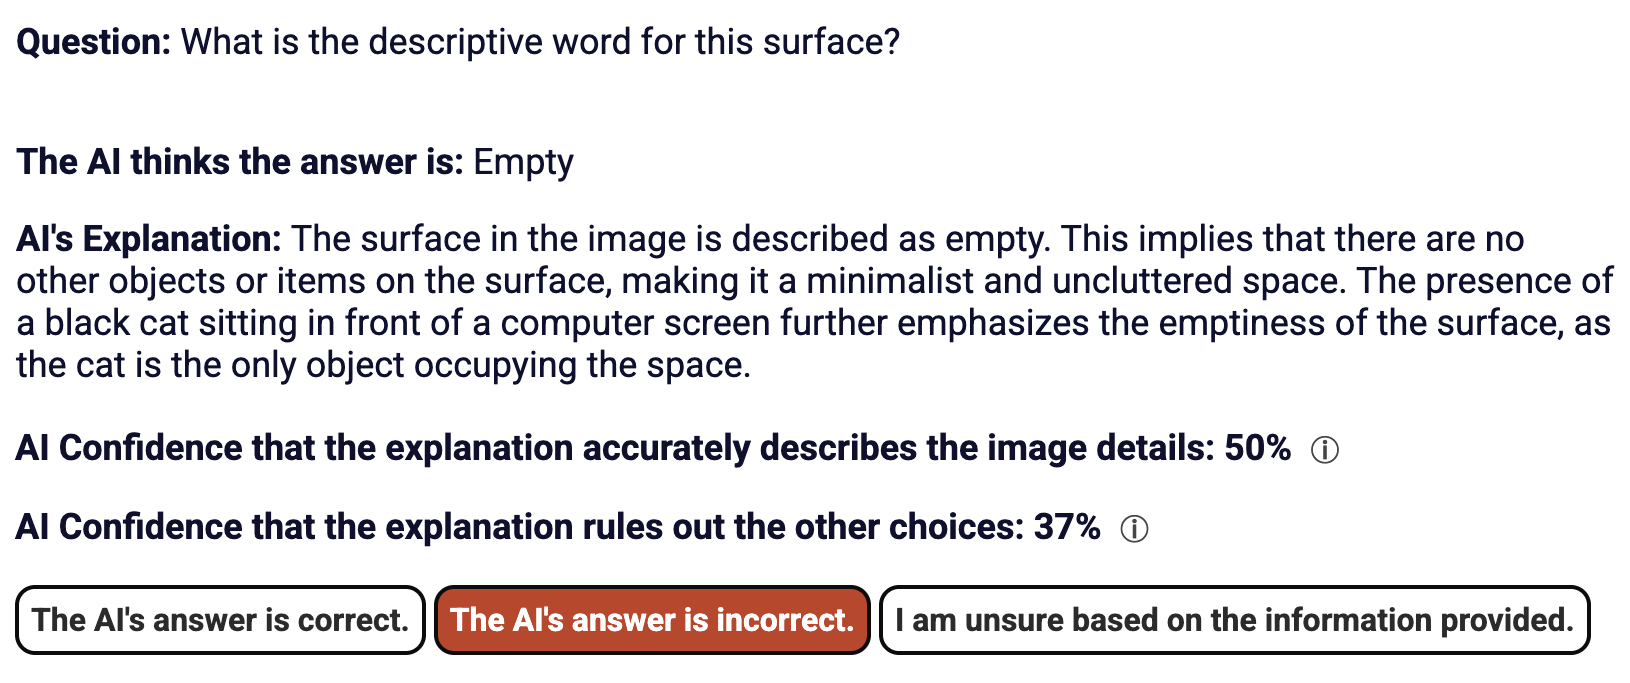 Question: What is the descriptive word for this surface?
The AI thinks the answer is: Empty
AI's Explanation: The surface in the image is described as empty. This implies that there are no
other objects or items on the surface, making it a minimalist and uncluttered space. The presence of
a black cat sitting in front of a computer screen further emphasizes the emptiness of the surface, as
the cat is the only object occupying the space.
AI Confidence that the explanation accurately describes the image details: 50% ⓘ
AI Confidence that the explanation rules out the other choices: 37% ⓘ
The AI's answer is correct. The AI's answer is incorrect. I am unsure based on the information provided.